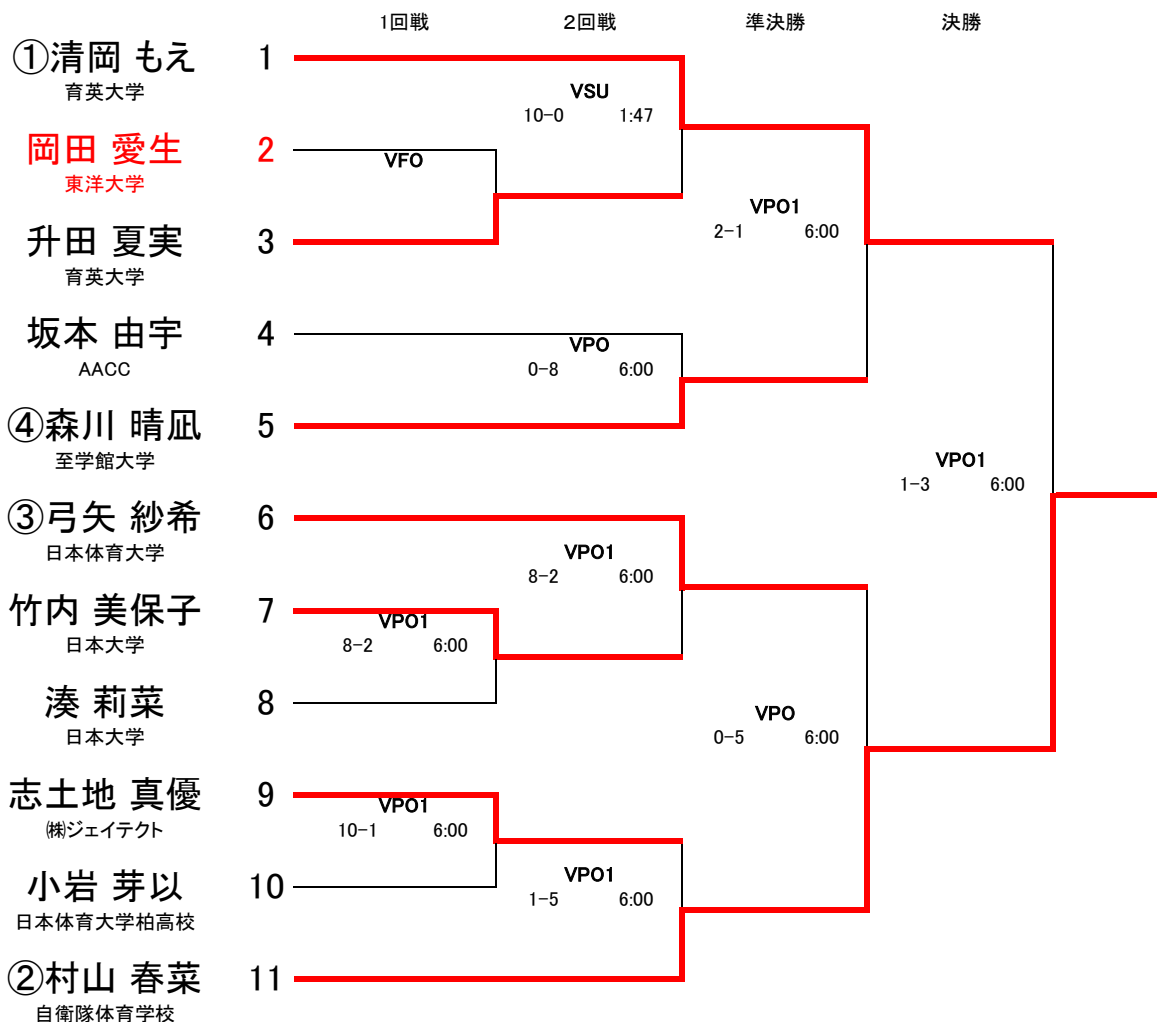 1回戦 2回戦 準決勝 決勝
①清岡 もえ 1
育英大学
VSU
10-0 1:47
岡田 愛生 2
東洋大学
VFO
VPO1
2-1 6:00
升田 夏実 3
育英大学
坂本 由宇 4
AACC
VPO
0-8 6:00
④森川 晴凪 5
至学館大学
VPO1
1-3 6:00
③弓矢 紗希 6
日本体育大学
VPO1
8-2 6:00
竹内 美保子 7
日本大学
VPO1
8-2 6:00
湊 莉菜 8
日本大学
VPO
0-5 6:00
志土地 真優 9
㈱ジェイテクト
VPO1
10-1 6:00
小岩 芽以 10
日本体育大学柏高校
VPO1
1-5 6:00
②村山 春菜 11
自衛隊体育学校